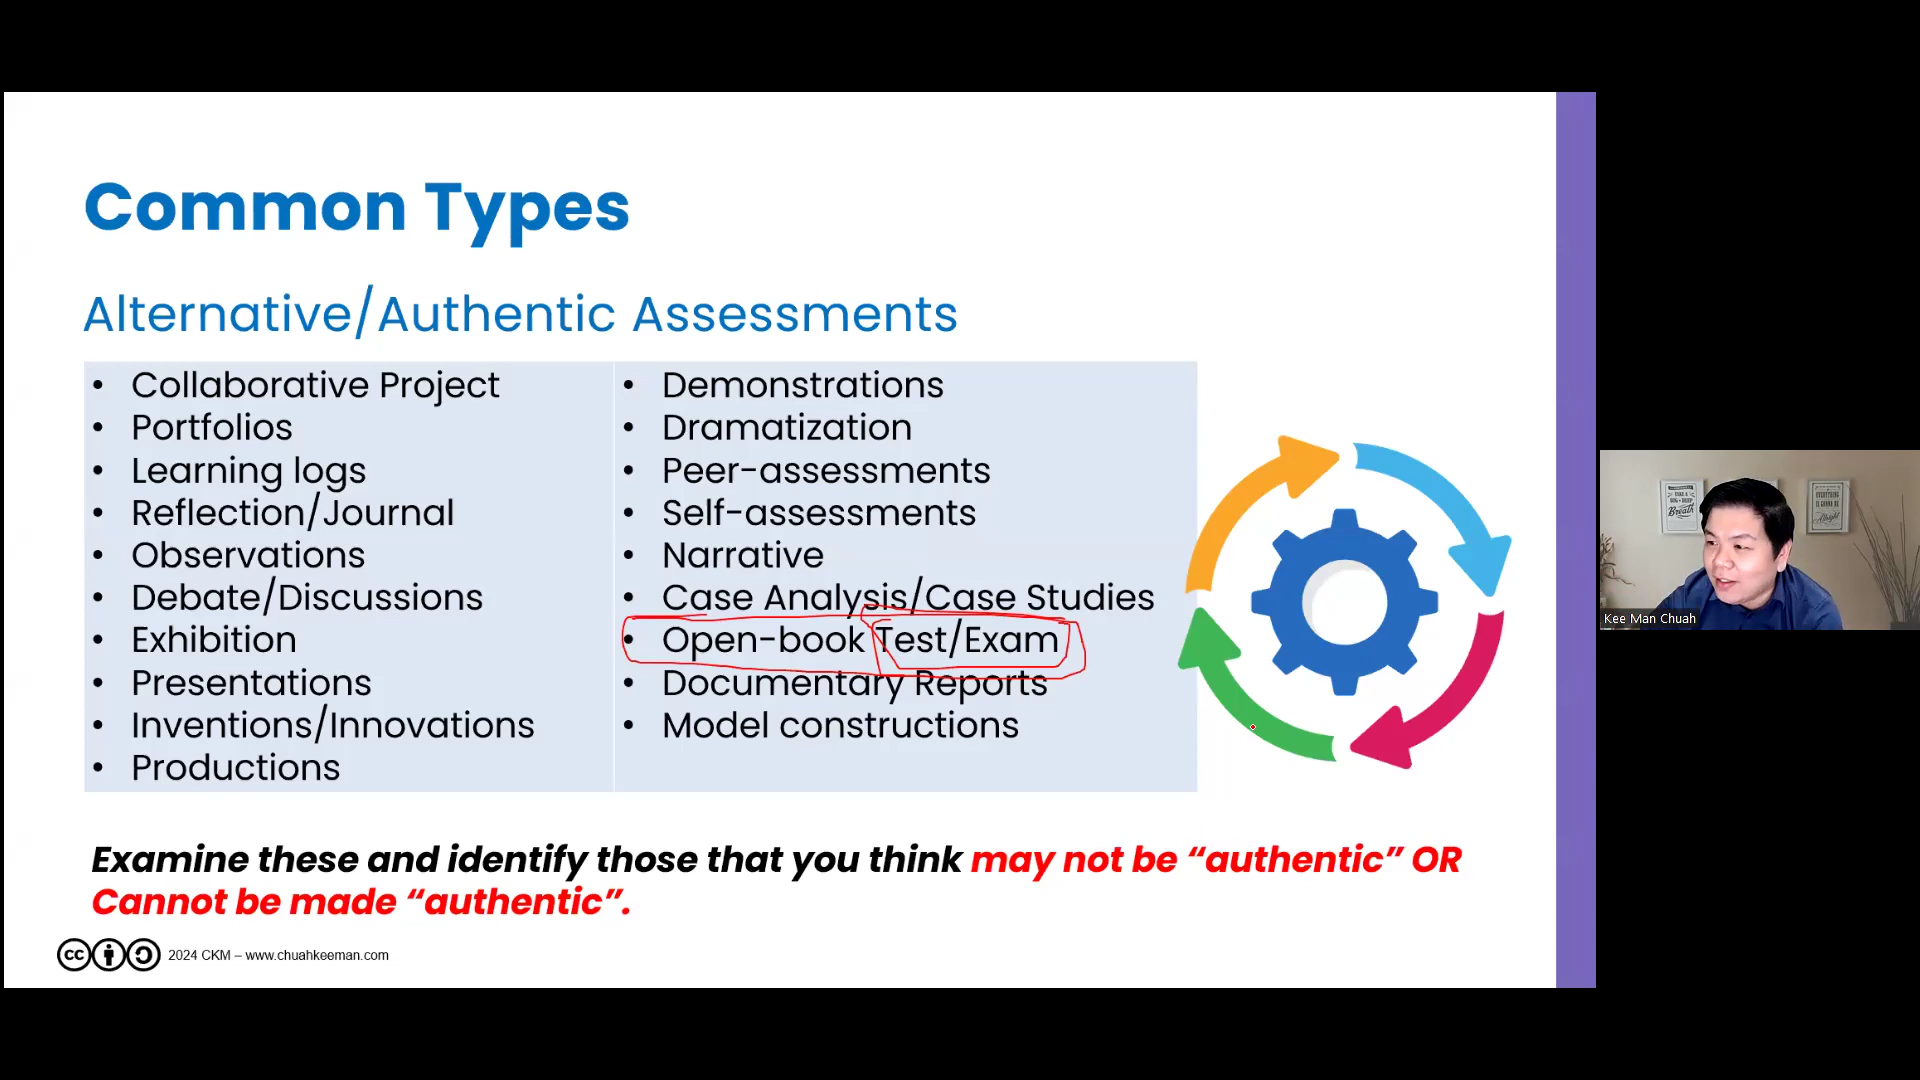 Common Types
Alternative/Authentic Assessments
• Collaborative Project
• Portfolios
• Learning logs
• Reflection/Journal
• Observations
• Debate/Discussions
• Exhibition
• Presentations
• Inventions/Innovations
• Productions
• Demonstrations
• Dramatization
• Peer-assessments
• Self-assessments
• Narrative
• Case Analysis/Case Studies
• Open-book Test/Exam
• Documentary Reports
• Model constructions
Examine these and identify those that you think may not be “authentic” OR
Cannot be made “authentic”.
cc 2024 CKM – www.chuahkeeman.com
Breath
Alright
Kee Man Chuah